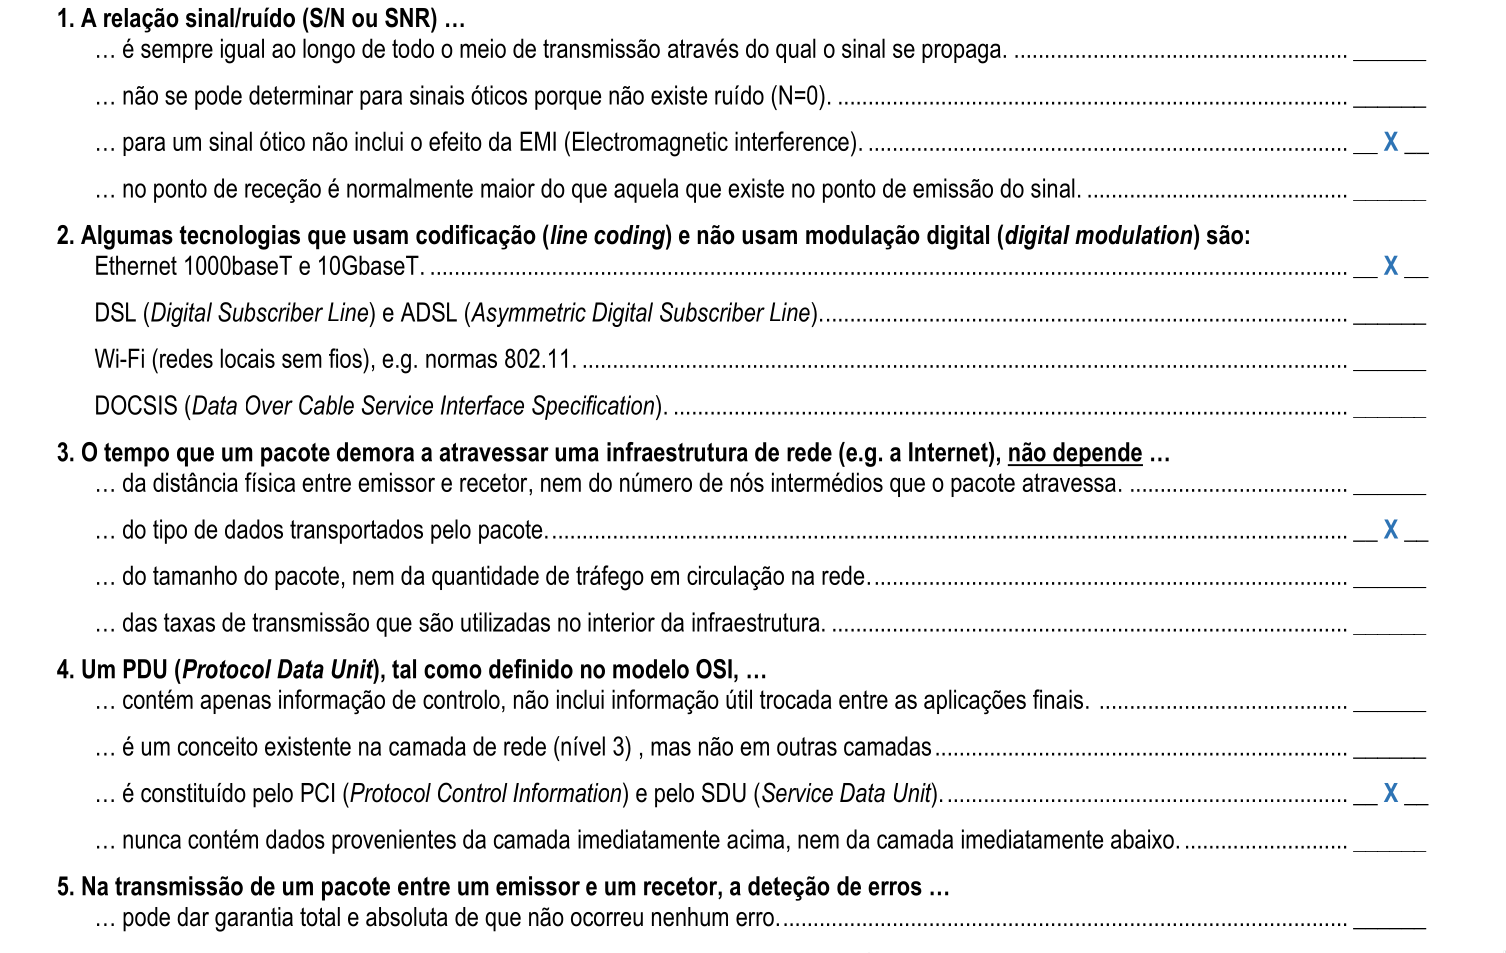 1. A relação sinal/ruído (S/N ou SNR) …
… é sempre igual ao longo de todo o meio de transmissão através do qual o sinal se propaga. ______
… não se pode determinar para sinais óticos porque não existe ruído (N=0). ______
… para um sinal ótico não inclui o efeito da EMI (Electromagnetic interference). __ X __
… no ponto de receção é normalmente maior do que aquela que existe no ponto de emissão do sinal. ______
2. Algumas tecnologias que usam codificação (line coding) e não usam modulação digital (digital modulation) são:
Ethernet 1000baseT e 10GbaseT. __ X __
DSL (Digital Subscriber Line) e ADSL (Asymmetric Digital Subscriber Line). ______
Wi-Fi (redes locais sem fios), e.g. normas 802.11. ______
DOCSIS (Data Over Cable Service Interface Specification). ______
3. O tempo que um pacote demora a atravessar uma infraestrutura de rede (e.g. a Internet), não depende …
… da distância física entre emissor e recetor, nem do número de nós intermédios que o pacote atravessa. ______
… do tipo de dados transportados pelo pacote. __ X __
… do tamanho do pacote, nem da quantidade de tráfego em circulação na rede. ______
… das taxas de transmissão que são utilizadas no interior da infraestrutura. ______
4. Um PDU (Protocol Data Unit), tal como definido no modelo OSI, …
… contém apenas informação de controlo, não inclui informação útil trocada entre as aplicações finais. ______
… é um conceito existente na camada de rede (nível 3) , mas não em outras camadas ______
… é constituído pelo PCI (Protocol Control Information) e pelo SDU (Service Data Unit). __ X __
… nunca contém dados provenientes da camada imediatamente acima, nem da camada imediatamente abaixo. ______
5. Na transmissão de um pacote entre um emissor e um recetor, a deteção de erros …
… pode dar garantia total e absoluta de que não ocorreu nenhum erro. ______